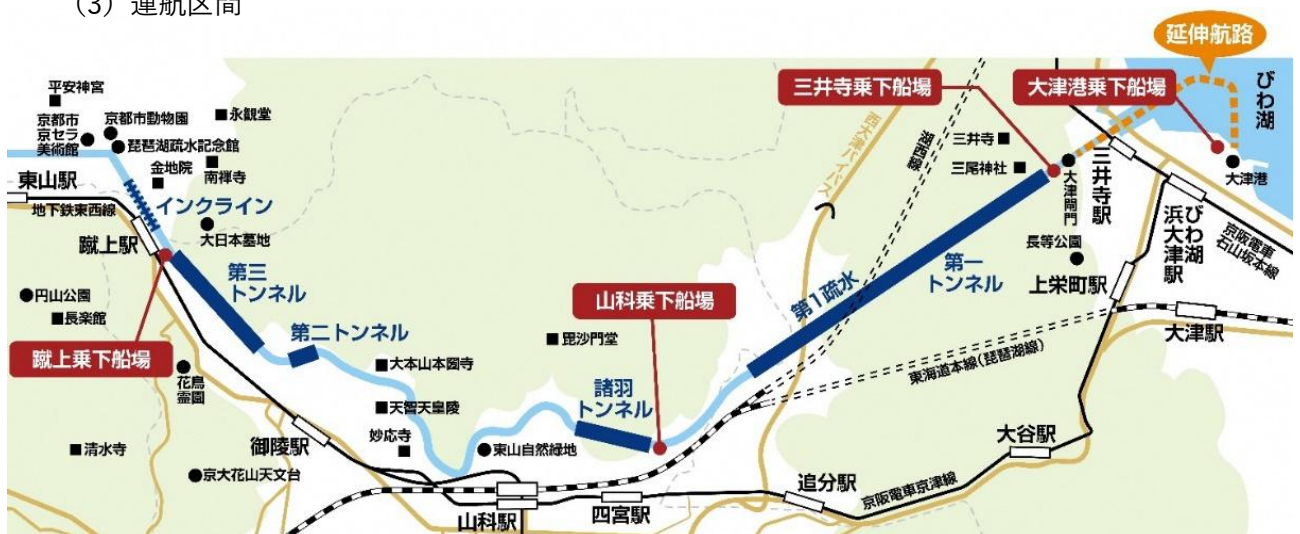 （3）運航区間
延伸航路
びわ湖
平安神宮
京都市動物園
永観堂
京都市
京セラ
美術館
琵琶湖疏水記念館
金地院
南禅寺
東山駅
地下鉄東西線
インクライン
蹴上駅
大日本墓地
円山公園
長楽館
第三
トンネル
第二トンネル
蹴上乗下船場
花鳥
霊園
清水寺
御陵駅
京大花山天文台
大本山本圀寺
天智天皇陵
妙応寺
東山自然緑地
毘沙門堂
諸羽
トンネル
山科乗下船場
山科駅
四宮駅
追分駅
第1疏水
第一
トンネル
西大津バイパス
湖西線
三井寺乗下船場
三井寺
三尾神社
大津閘門
三井寺駅
大津港乗下船場
大津港
びわ湖
浜大津駅
京阪電車
石山坂本線
長等公園
上栄町駅
大津駅
東海道本線(琵琶湖線)
大谷駅
京阪電車京津線